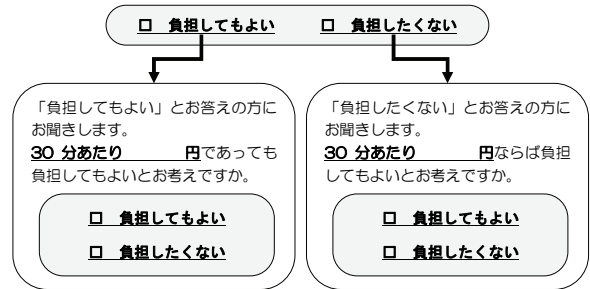 □ 負担してもよい □ 負担したくない
「負担してもよい」とお答えの方に
お聞きします。
30 分あたり 円であっても
負担してもよいとお考えですか。
□ 負担してもよい
□ 負担したくない
「負担したくない」とお答えの方に
お聞きします。
30 分あたり 円ならば負担
してもよいとお考えですか。
□ 負担してもよい
□ 負担したくない